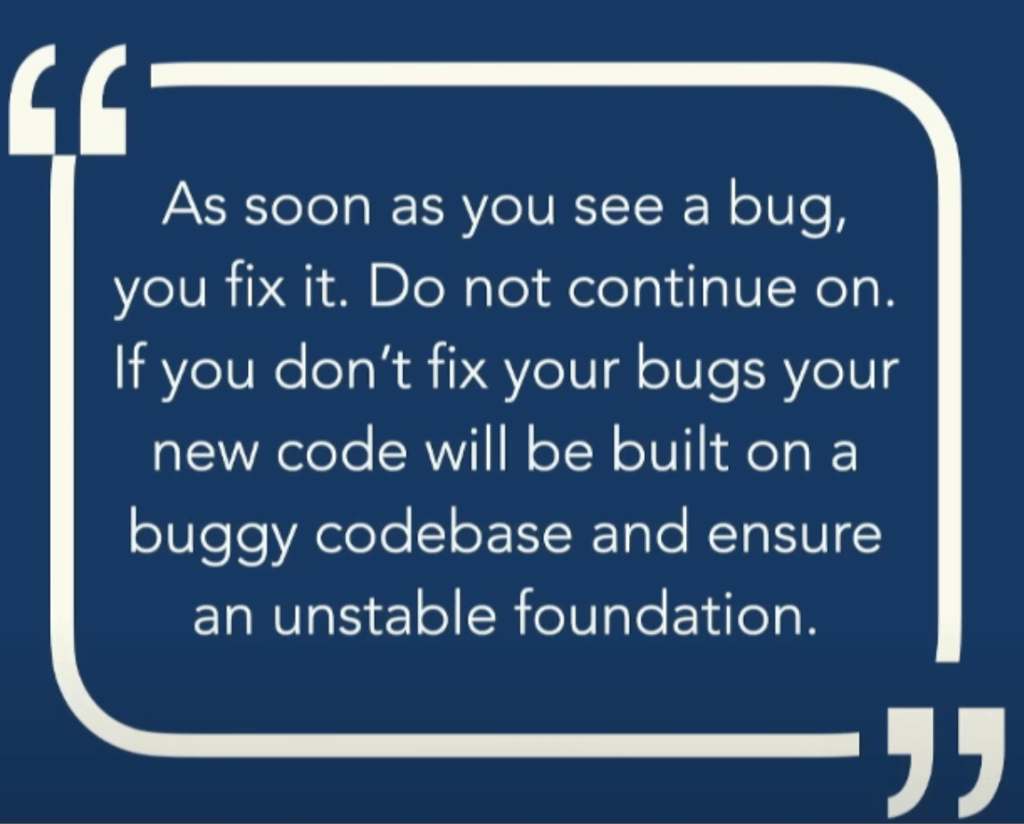 As soon as you see a bug,
you fix it. Do not continue on.
If you don’t fix your bugs your
new code will be built on a
buggy codebase and ensure
an unstable foundation.